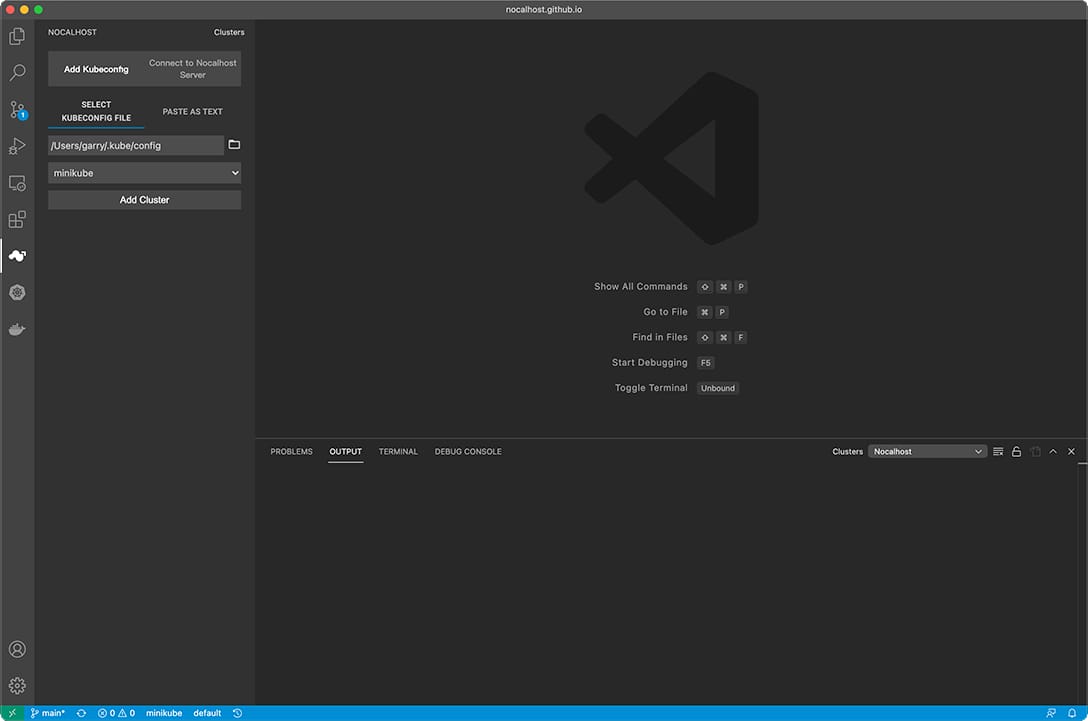 nocalhost.github.io
NOCALHOST
Clusters
Add Kubeconfig
Connect to Nocalhost
Server
SELECT
KUBECONFIG FILE
PASTE AS TEXT
/Users/garry/.kube/config
minikube
Add Cluster
1
Show All Commands ⇧ ⌘ P
Go to File ⌘ P
Find in Files ⇧ ⌘ F
Start Debugging F5
Toggle Terminal Unbound
PROBLEMS OUTPUT TERMINAL DEBUG CONSOLE
Clusters Nocalhost
main* 0 0 minikube default